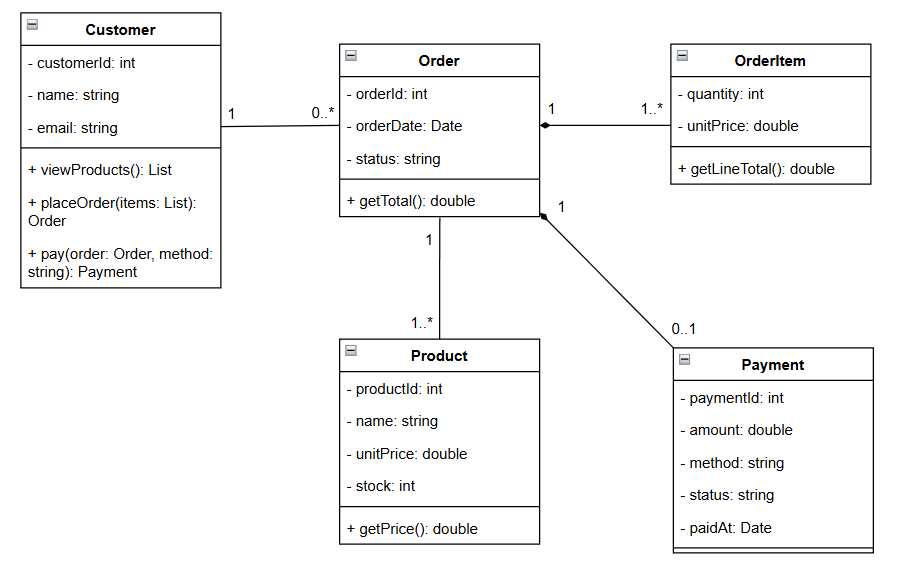 Customer
- customerId: int
- name: string
- email: string
+ viewProducts(): List
+ placeOrder(items: List):
Order
+ pay(order: Order, method:
string): Payment
1
0..*
Order
- orderId: int
- orderDate: Date
- status: string
+ getTotal(): double
1
1..*
OrderItem
- quantity: int
- unitPrice: double
+ getLineTotal(): double
1
1..*
1
0..1
Product
- productId: int
- name: string
- unitPrice: double
- stock: int
+ getPrice(): double
Payment
- paymentId: int
- amount: double
- method: string
- status: string
- paidAt: Date